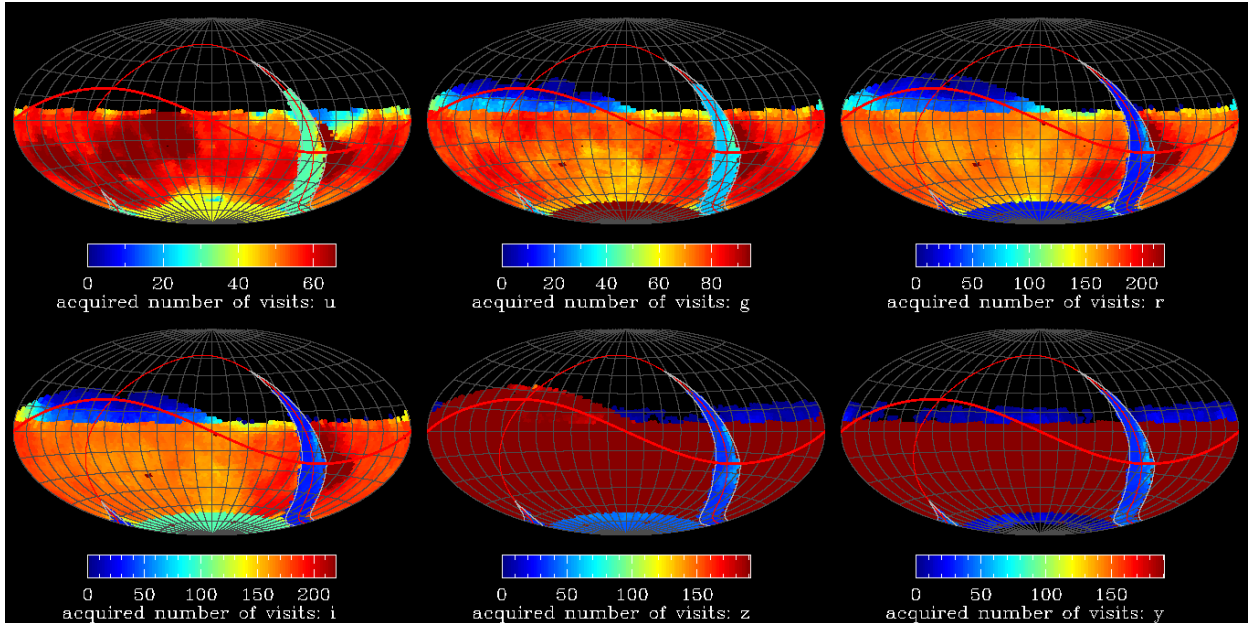 0 20 40 60
acquired number of visits: u
0 20 40 60 80
acquired number of visits: g
0 50 100 150 200
acquired number of visits: r
0 50 100 150 200
acquired number of visits: i
0 50 100 150
acquired number of visits: z
0 50 100 150
acquired number of visits: y